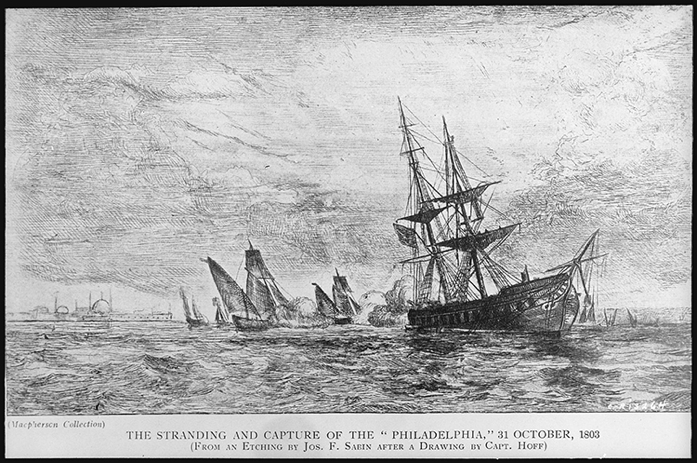 (Macpherson Collection)
THE STRANDING AND CAPTURE OF THE “ PHILADELPHIA,” 31 OCTOBER, 1803
(FROM AN ETCHING BY JOS. F. SABIN AFTER A DRAWING BY CAPT. HOFF)